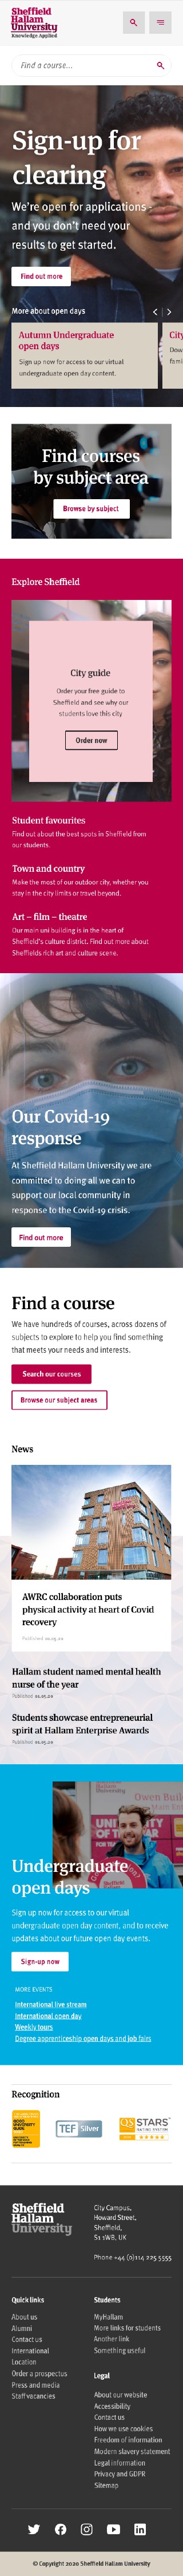 Sheffield
Hallam
University
Knowledge Applied
Find a course...
Sign-up for
clearing
We're open for applications -
and you don't need your
results to get started.
Find out more
More about open days
Autumn Undergraduate
open days
Sign up now for access to our virtual
undergraduate open day content.
Find courses
by subject area
Browse by subject
Explore Sheffield
City guide
Order your free guide to
Sheffield and see why our
students love this city
Order now
Student favourites
Find out about the best spots in Sheffield from
our students.
Town and country
Make the most of our outdoor city, whether you
stay in the city limits or travel beyond.
Art – film – theatre
Our main uni building is in the heart of
Sheffield's culture district. Find out more about
Sheffields rich art and culture scene.
Our Covid-19
response
At Sheffield Hallam University we are
committed to doing all we can to
support our local community in
response to the Covid-19 crisis.
Find out more
Find a course
We have hundreds of courses, across dozens of
subjects to explore to help you find something
that meets your needs and interests.
Search our courses
Browse our subject areas
News
AWRC collaboration puts
physical activity at heart of Covid
recovery
Published
Hallam student named mental health
nurse of the year
Published
Students showcase entrepreneurial
spirit at Hallam Enterprise Awards
Published
Undergraduate
open days
Sign up now for access to our virtual
undergraduate open day content, and to receive
updates about our future open day events.
Sign-up now
MORE EVENTS
International live stream
International open day
Weekly tours
Degree apprenticeship open days and job fairs
Recognition
TEF Silver
QS STARS
Sheffield
Hallam
University
City Campus,
Howard Street,
Sheffield,
S1 1WB, UK
Phone +44 (0)114 225 5555
Quick links
About us
Alumni
Contact us
International
Location
Order a prospectus
Press and media
Staff vacancies
Students
MyHallam
More links for students
Another link
Something useful
Legal
About our website
Accessibility
Contact us
How we use cookies
Freedom of information
Modern slavery statement
Legal information
Privacy and GDPR
Sitemap
© Copyright 2020 Sheffield Hallam University